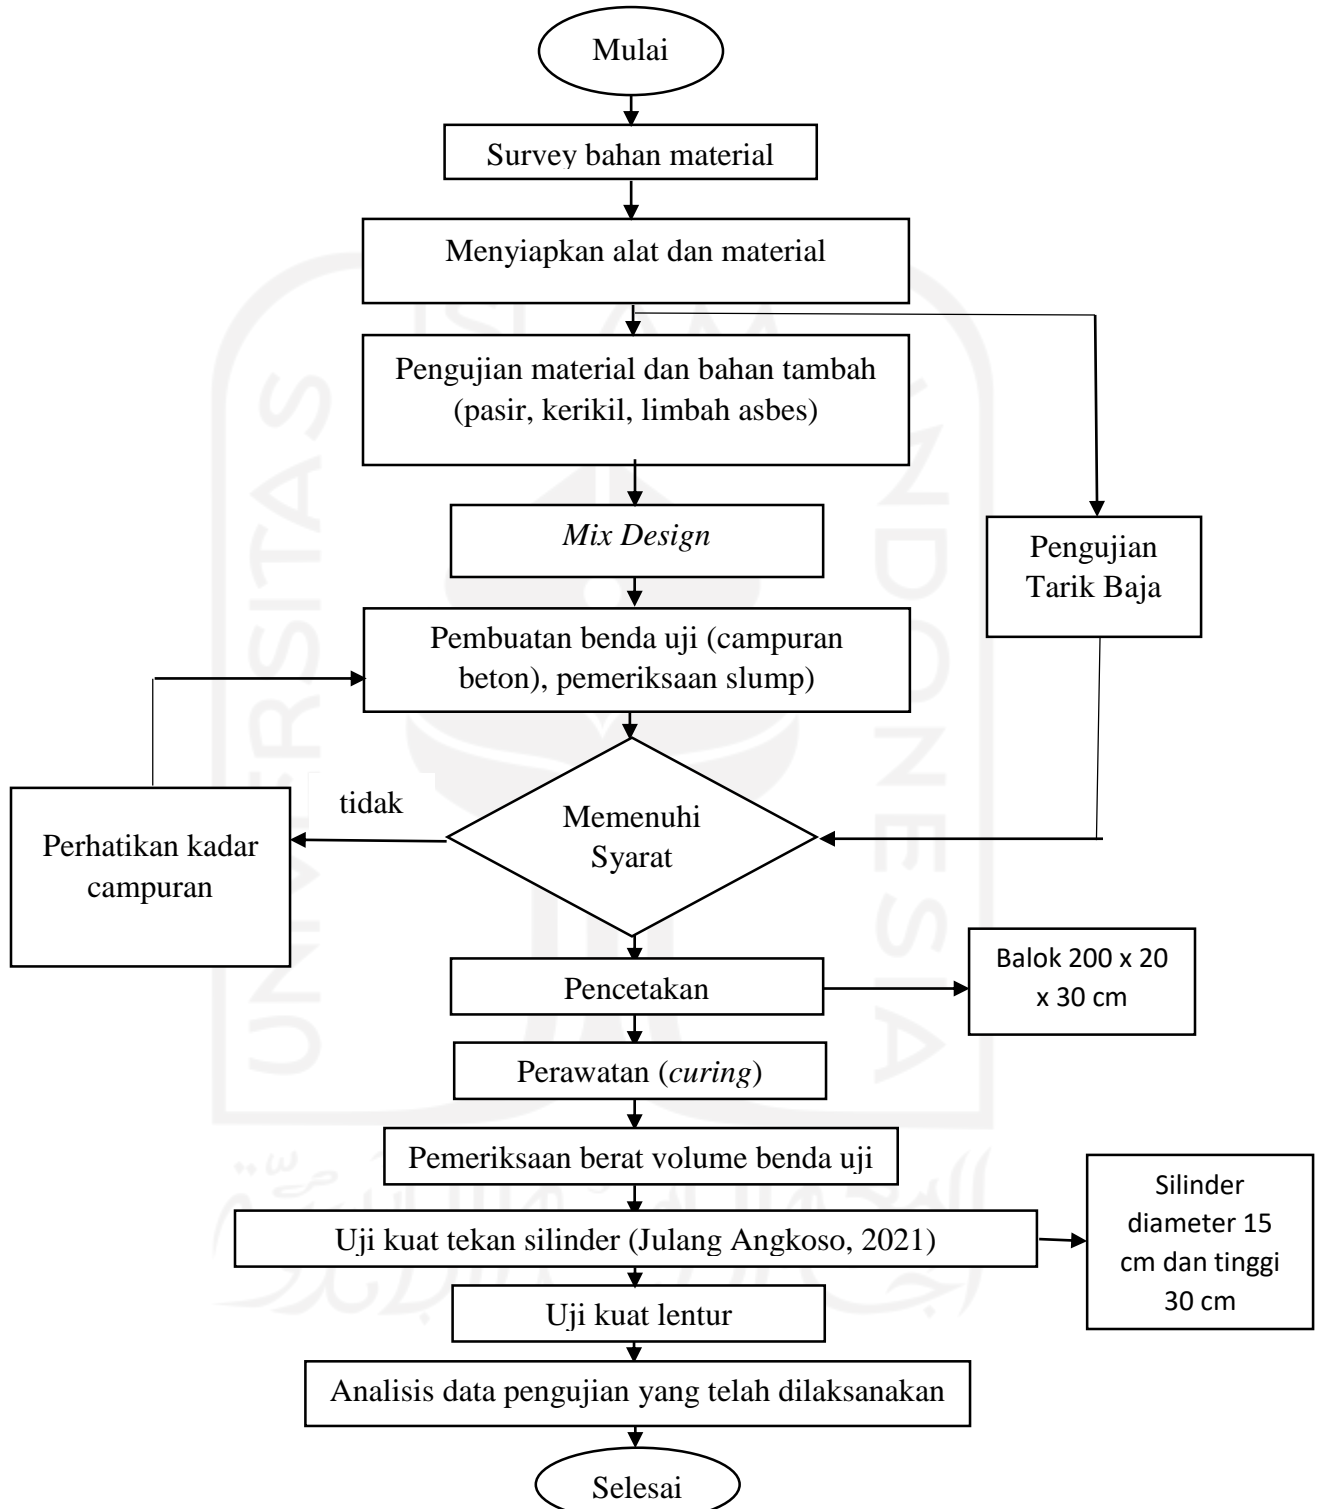 Mulai
Survey bahan material
Menyiapkan alat dan material
Pengujian material dan bahan tambah
(pasir, kerikil, limbah asbes)
Mix Design
Pengujian
Tarik Baja
Pembuatan benda uji (campuran
beton), pemeriksaan slump)
tidak
Memenuhi
Syarat
Perhatikan kadar
campuran
Pencetakan
Balok 200 x 20
x 30 cm
Perawatan (curing)
Pemeriksaan berat volume benda uji
Uji kuat tekan silinder (Julang Angkoso, 2021)
Silinder
diameter 15
cm dan tinggi
30 cm
Uji kuat lentur
Analisis data pengujian yang telah dilaksanakan
Selesai
UNIVERSITAS
ISLAM
INDONESIA